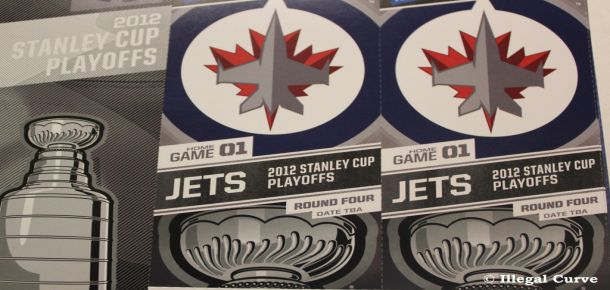 2012
STANLEY CUP
PLAYOFFS
HOME
GAME 01
JETS
2012 STANLEY CUP
PLAYOFFS
ROUND FOUR
DATE TBA
HOME
GAME 01
JETS
2012 STANLEY CUP
PLAYOFFS
ROUND FOUR
DATE TBA
© Illegal Curve